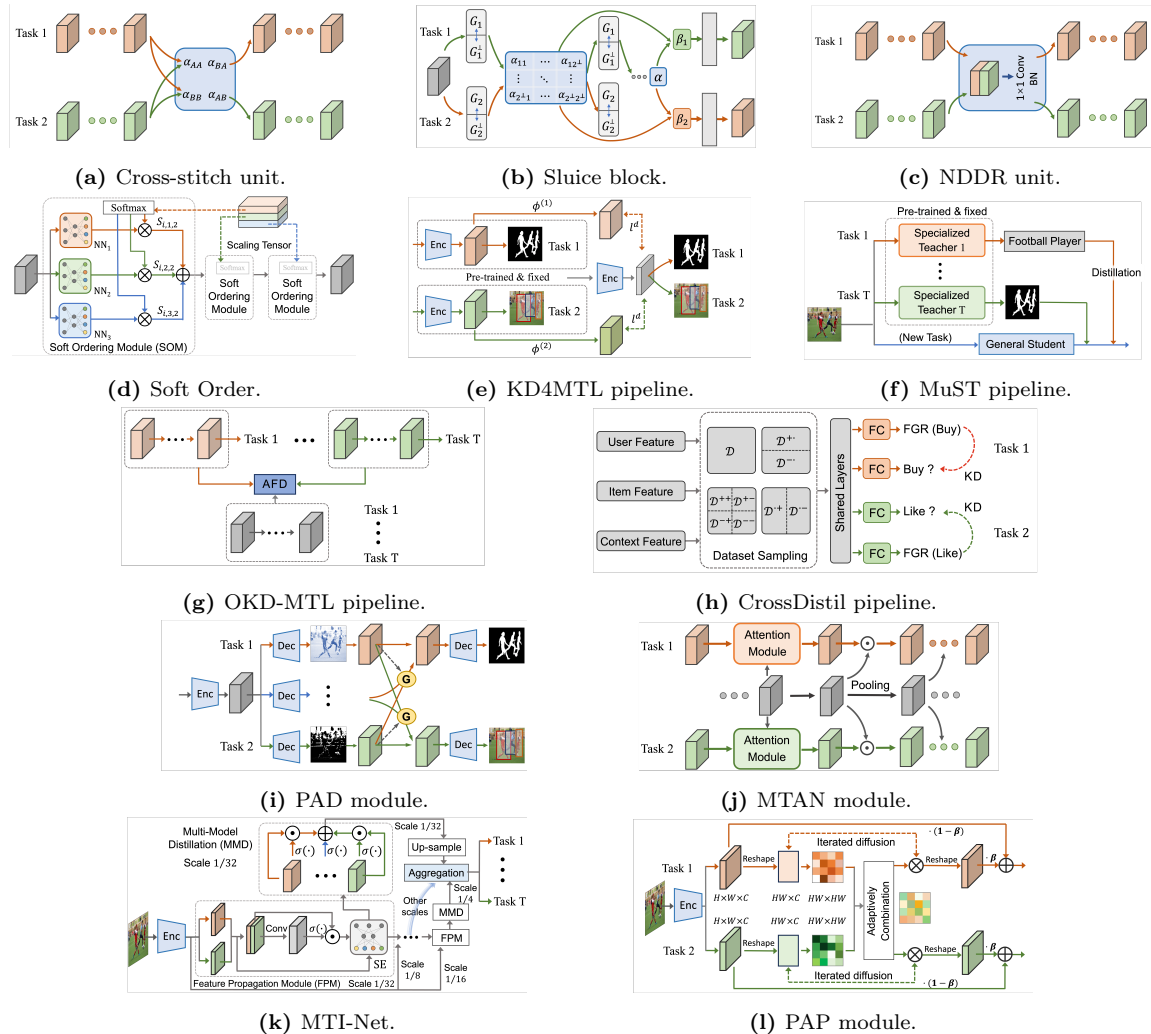 Task 1
α_AA α_BA
α_BB α_AB
Task 2
(a) Cross-stitch unit.
Task 1
G_1
G_1^⊥
α_11 ... α_12⊥
⋮ ⋱ ⋮
α_2⊥1 ... α_2⊥2⊥
G_1
G_1^⊥
β_1
α
Task 2
G_2
G_2^⊥
G_2
G_2^⊥
β_2
(b) Sluice block.
Task 1
1×1 Conv
BN
Task 2
(c) NDDR unit.
Softmax
S_i,1,2
NN_1
Scaling Tensor
S_i,2,2
NN_2
Softmax
Softmax
Soft
Ordering
Module
Soft
Ordering
Module
S_i,3,2
NN_3
Soft Ordering Module (SOM)
(d) Soft Order.
ϕ^(1)
Enc
Task 1
l^d
Pre-trained & fixed
Enc
Task 1
Enc
Task 2
l^d
Task 2
ϕ^(2)
(e) KD4MTL pipeline.
Pre-trained & fixed
Task 1
Specialized
Teacher 1
Football Player
Distillation
Task T
Specialized
Teacher T
(New Task)
General Student
(f) MuST pipeline.
Task 1
Task T
AFD
Task 1
Task T
(g) OKD-MTL pipeline.
User Feature
Item Feature
Context Feature
𝒟
𝒟^+·
𝒟^-·
𝒟^++ 𝒟^+-
𝒟^-+ 𝒟^--
𝒟^·+ 𝒟^·-
Dataset Sampling
Shared Layers
FC
FGR (Buy)
Task 1
FC
Buy ?
KD
FC
Like ?
KD
Task 2
FC
FGR (Like)
(h) CrossDistil pipeline.
Task 1
Dec
Dec
G
Enc
Dec
G
Task 2
Dec
Dec
(i) PAD module.
Task 1
Attention
Module
Pooling
Task 2
Attention
Module
(j) MTAN module.
Multi-Model
Distillation (MMD)
Scale 1/32
σ(·) σ(·) σ(·)
Scale 1/32
Up-sample
Aggregation
Task 1
Task T
Scale
1/4
Other
scales
MMD
FPM
Enc
Conv
σ(·)
SE
Feature Propagation Module (FPM)
Scale 1/32
Scale
1/8
Scale
1/16
(k) MTI-Net.
· (1 − β)
Task 1
Reshape
Iterated diffusion
Reshape
· β
H×W×C
HW×C
HW×HW
Enc
H×W×C
HW×C
HW×HW
Adaptively
Combination
Task 2
Reshape
Reshape
· β
Iterated diffusion
· (1 − β)
(l) PAP module.